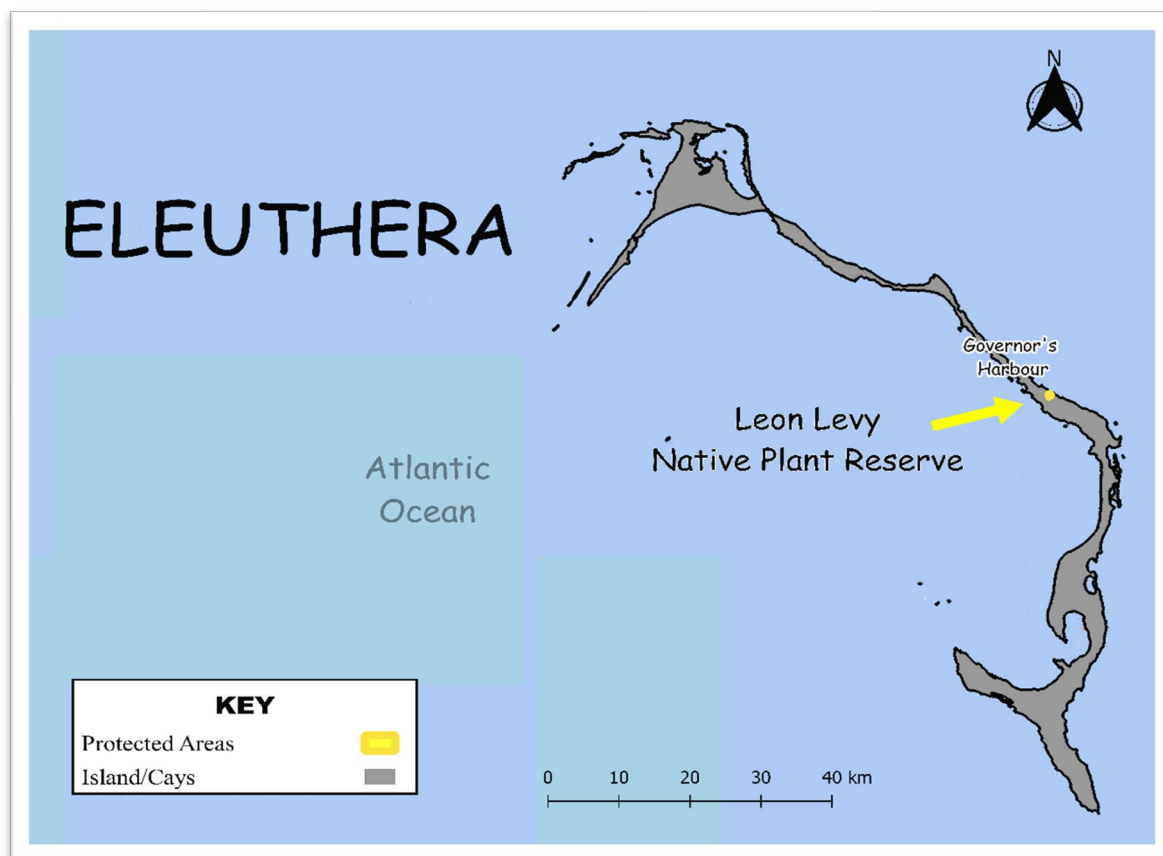 N
ELEUTHERA
Governor's
Harbour
Leon Levy
Native Plant Reserve
Atlantic
Ocean
KEY
Protected Areas
Island/Cays
0 10 20 30 40 km